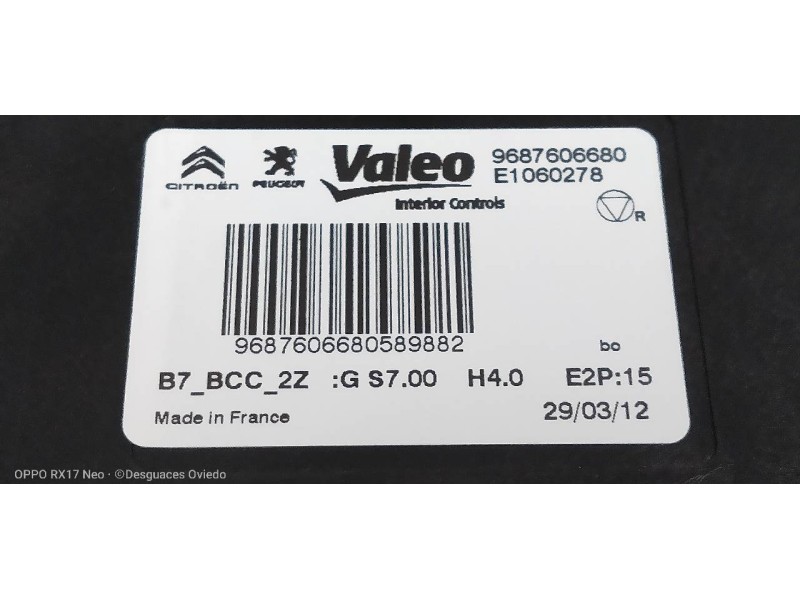 CITROËN PEUGEOT Valeo 9687606680
E1060278
Interior Controls
R
9687606680589882
bo
B7_BCC_2Z :G S7.00 H4.0 E2P:15
Made in France 29/03/12
OPPO RX17 Neo · ©Desguaces Oviedo